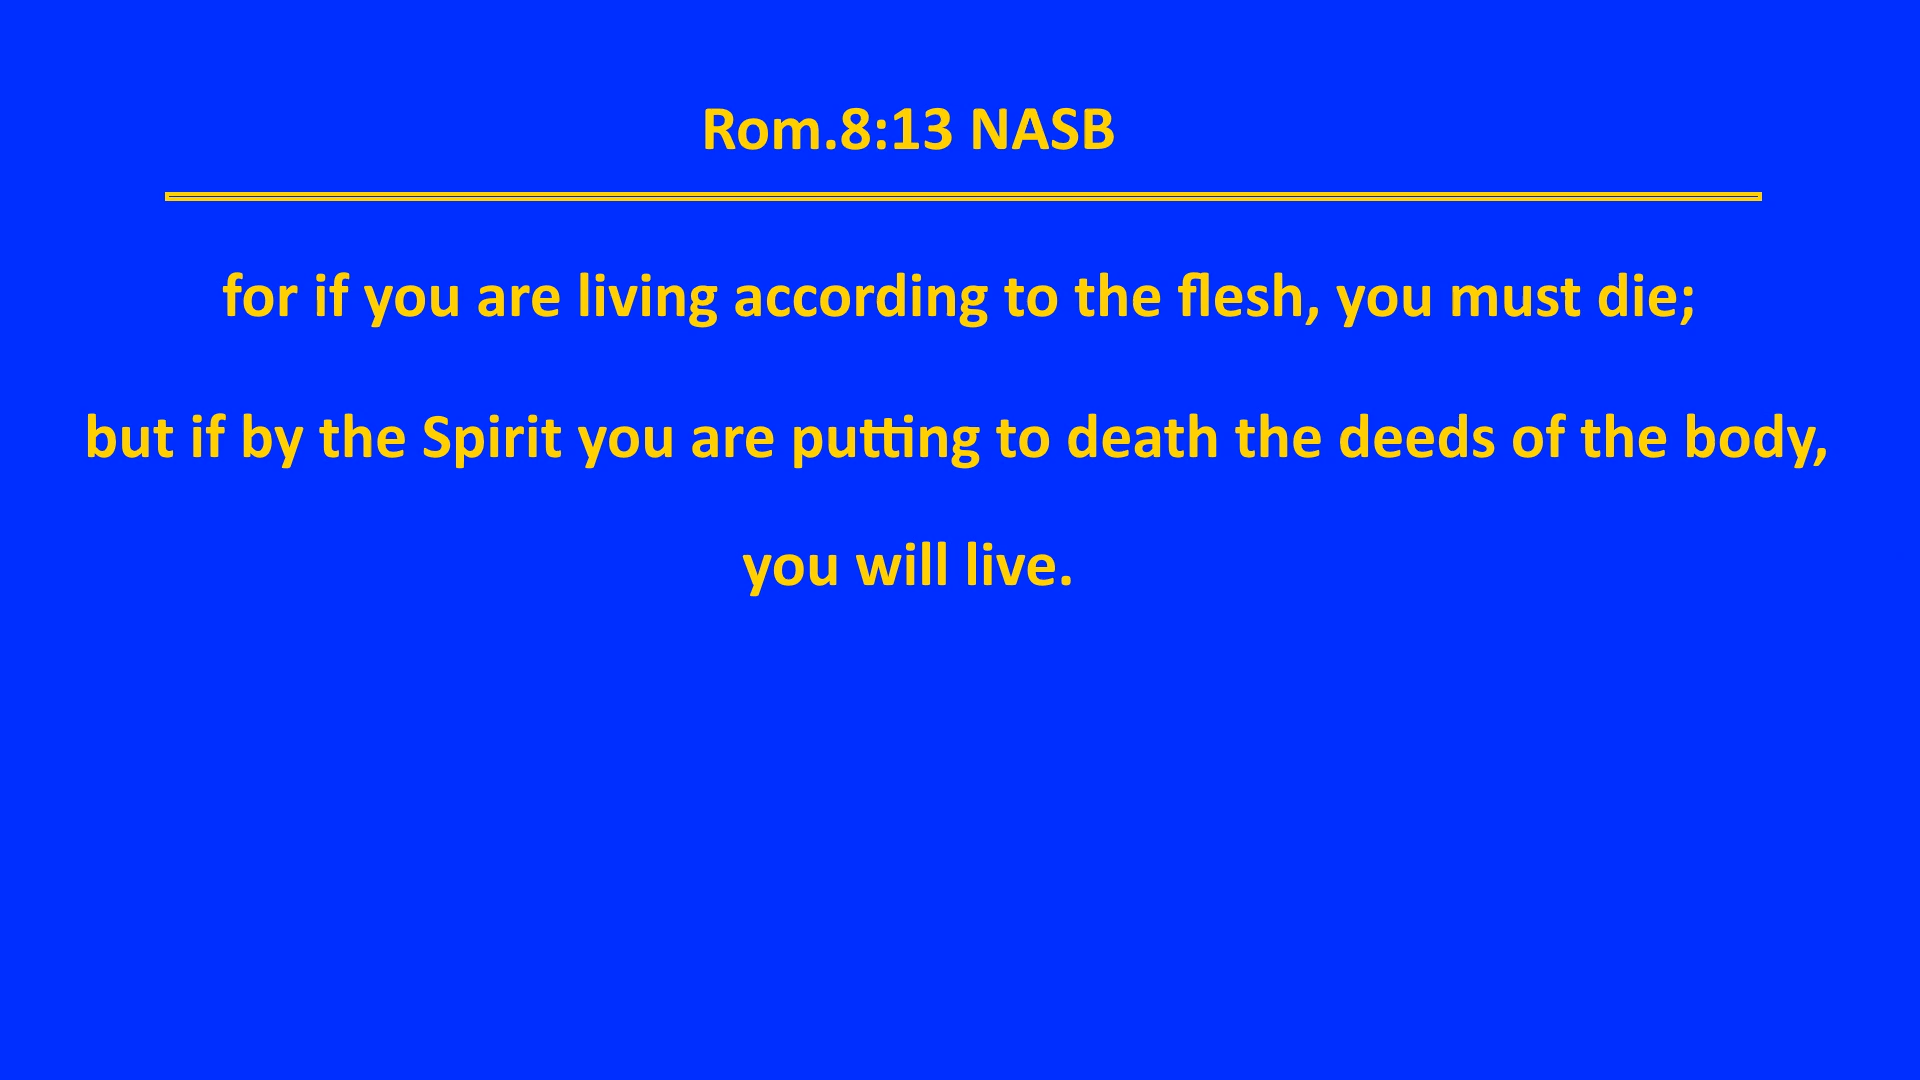 Rom.8:13 NASB
for if you are living according to the flesh, you must die;
but if by the Spirit you are putting to death the deeds of the body,
you will live.